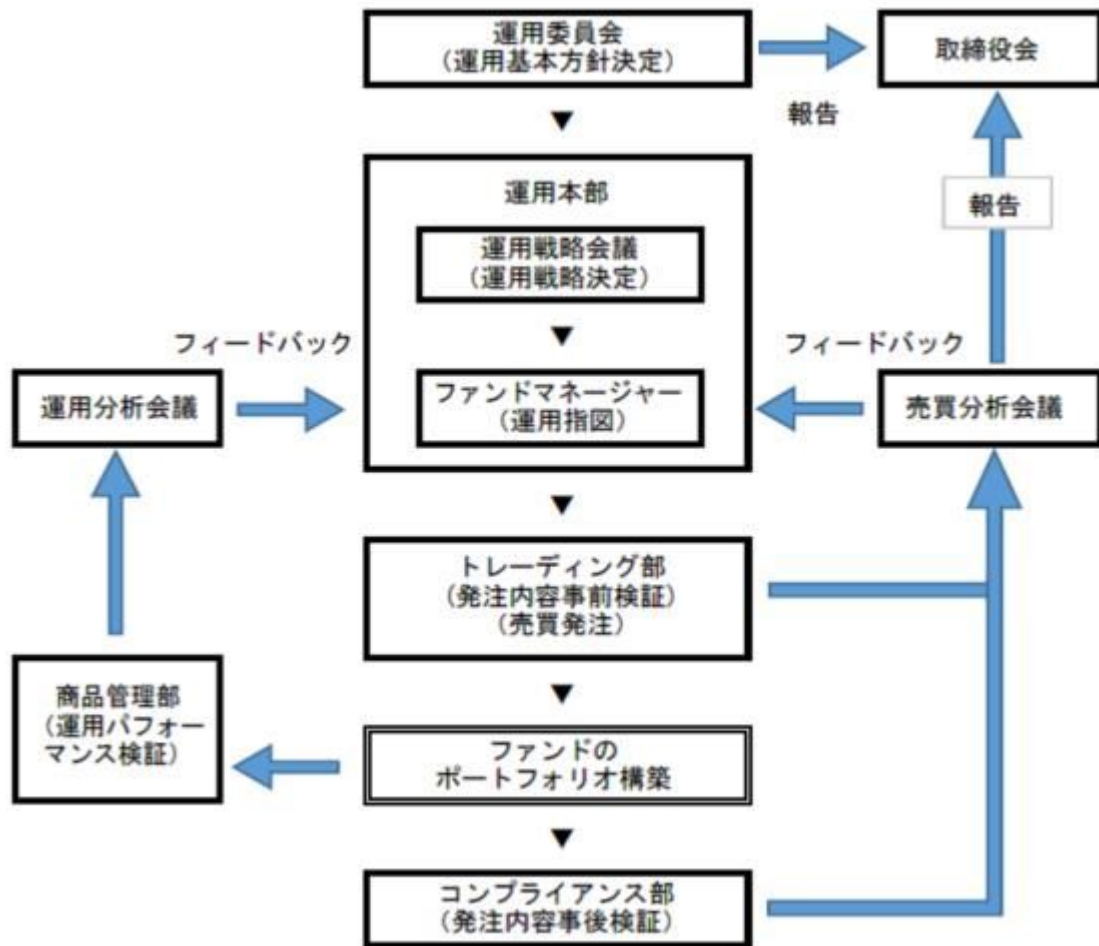 運用委員会
(運用基本方針決定)
取締役会
報告
▼
運用本部
報告
運用戦略会議
(運用戦略決定)
▼
フィードバック
フィードバック
運用分析会議
ファンドマネージャー
(運用指図)
売買分析会議
▼
トレーディング部
(発注内容事前検証)
(売買発注)
商品管理部
(運用パフォー
マンス検証)
▼
ファンドの
ポートフォリオ構築
▼
コンプライアンス部
(発注内容事後検証)